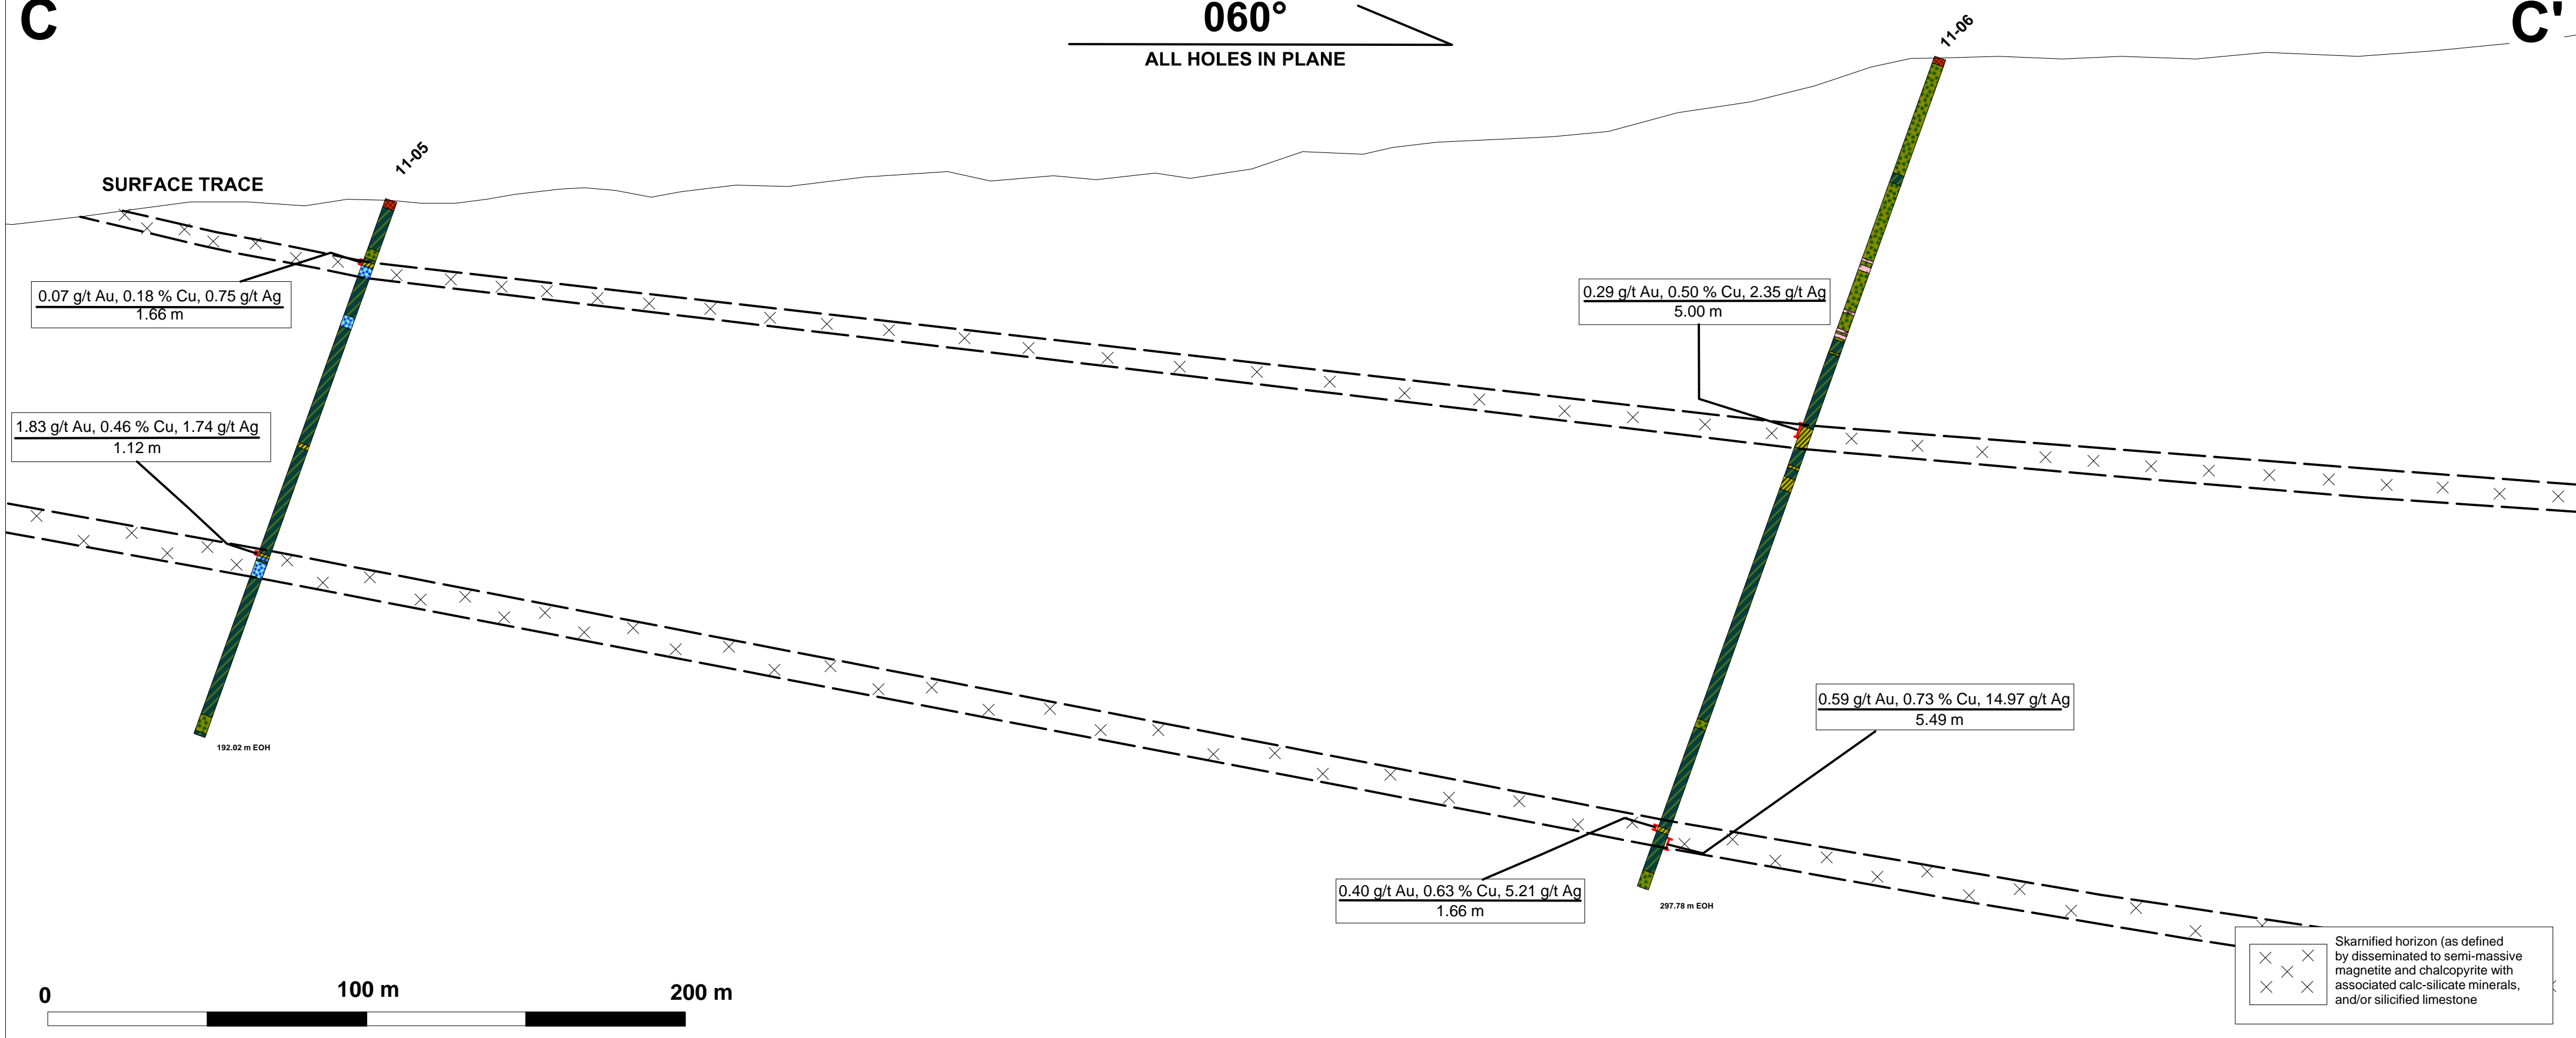 C
060°
C'
ALL HOLES IN PLANE
11-06
11-05
SURFACE TRACE
0.07 g/t Au, 0.18 % Cu, 0.75 g/t Ag
1.66 m
0.29 g/t Au, 0.50 % Cu, 2.35 g/t Ag
5.00 m
1.83 g/t Au, 0.46 % Cu, 1.74 g/t Ag
1.12 m
0.59 g/t Au, 0.73 % Cu, 14.97 g/t Ag
5.49 m
192.02 m EOH
0.40 g/t Au, 0.63 % Cu, 5.21 g/t Ag
1.66 m
297.78 m EOH
0
100 m
200 m
Skarnified horizon (as defined
by disseminated to semi-massive
magnetite and chalcopyrite with
associated calc-silicate minerals,
and/or silicified limestone